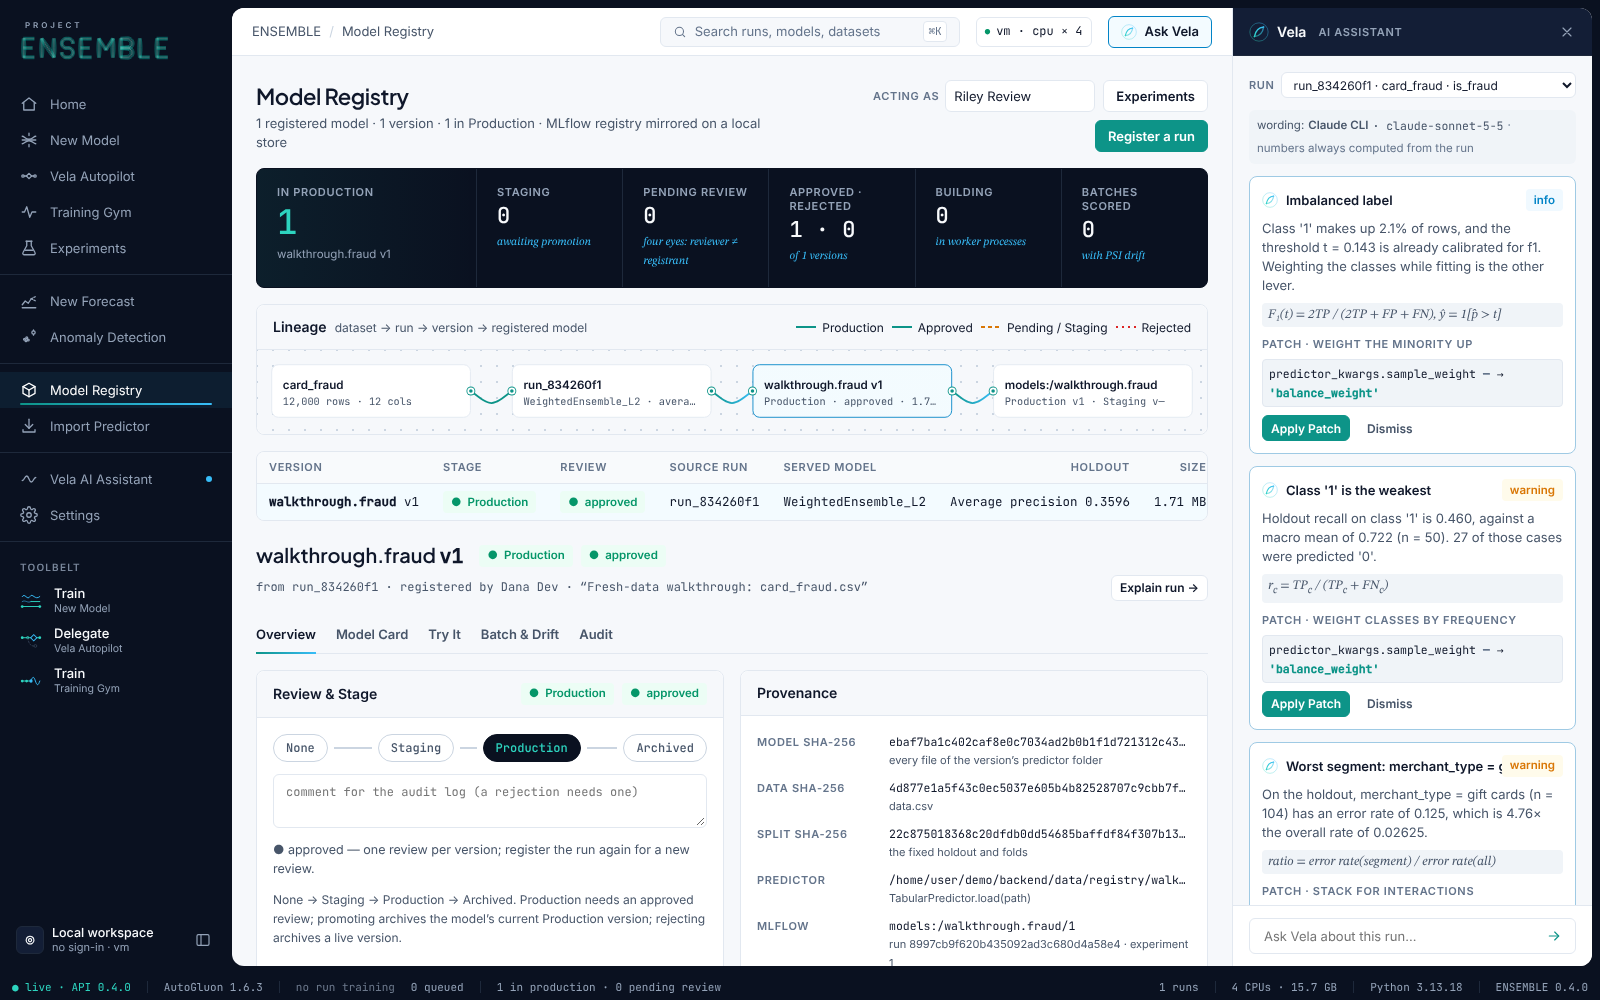 PROJECT
ENSEMBLE
Home
New Model
Vela Autopilot
Training Gym
Experiments
New Forecast
Anomaly Detection
Model Registry
Import Predictor
Vela AI Assistant
Settings
TOOLBELT
Train
New Model
Delegate
Vela Autopilot
Train
Training Gym
Local workspace
no sign-in · vm
ENSEMBLE / Model Registry
Search runs, models, datasets ⌘K
vm · cpu × 4
Ask Vela
Model Registry
1 registered model · 1 version · 1 in Production · MLflow registry mirrored on a local
store
ACTING AS Riley Review
Experiments
Register a run
IN PRODUCTION
1
walkthrough.fraud v1
STAGING
0
awaiting promotion
PENDING REVIEW
0
four eyes: reviewer ≠
registrant
APPROVED ·
REJECTED
1 · 0
of 1 versions
BUILDING
0
in worker processes
BATCHES
SCORED
0
with PSI drift
Lineage dataset → run → version → registered model
Production Approved Pending / Staging Rejected
card_fraud
12,000 rows · 12 cols
run_834260f1
WeightedEnsemble_L2 · avera…
walkthrough.fraud v1
Production · approved · 1.7…
models:/walkthrough.fraud
Production v1 · Staging v—
VERSION STAGE REVIEW SOURCE RUN SERVED MODEL HOLDOUT SIZE
walkthrough.fraud v1 Production approved run_834260f1 WeightedEnsemble_L2 Average precision 0.3596 1.71 MB
walkthrough.fraud v1 Production approved
from run_834260f1 · registered by Dana Dev · “Fresh-data walkthrough: card_fraud.csv”
Explain run →
Overview Model Card Try It Batch & Drift Audit
Review & Stage Production approved
None Staging Production Archived
comment for the audit log (a rejection needs one)
approved — one review per version; register the run again for a new
review.
None → Staging → Production → Archived. Production needs an approved
review; promoting archives the model’s current Production version; rejecting
archives a live version.
Provenance
MODEL SHA-256 ebaf7ba1c402caf8e0c7034ad2b0b1f1d721312c43…
every file of the version’s predictor folder
DATA SHA-256 4d877e1a5f43c0ec5037e605b4b82528707c9cbb7f…
data.csv
SPLIT SHA-256 22c875018368c20dfdb0dd54685baffdf84f307b13…
the fixed holdout and folds
PREDICTOR /home/user/demo/backend/data/registry/walk…
TabularPredictor.load(path)
MLFLOW models:/walkthrough.fraud/1
run 8997cb9f620b435092ad3c680d4a58e4 · experiment
1
Vela AI ASSISTANT
RUN run_834260f1 · card_fraud · is_fraud
wording: Claude CLI · claude-sonnet-5-5 ·
numbers always computed from the run
Imbalanced label info
Class '1' makes up 2.1% of rows, and the
threshold t = 0.143 is already calibrated for f1.
Weighting the classes while fitting is the other
lever.
F₁(t) = 2TP / (2TP + FP + FN), ŷ = 1[p̂ > t]
PATCH · WEIGHT THE MINORITY UP
predictor_kwargs.sample_weight — →
'balance_weight'
Apply Patch Dismiss
Class '1' is the weakest warning
Holdout recall on class '1' is 0.460, against a
macro mean of 0.722 (n = 50). 27 of those cases
were predicted '0'.
r_c = TP_c / (TP_c + FN_c)
PATCH · WEIGHT CLASSES BY FREQUENCY
predictor_kwargs.sample_weight — →
'balance_weight'
Apply Patch Dismiss
Worst segment: merchant_type = g warning
On the holdout, merchant_type = gift cards (n =
104) has an error rate of 0.125, which is 4.76×
the overall rate of 0.02625.
ratio = error rate(segment) / error rate(all)
PATCH · STACK FOR INTERACTIONS
Ask Vela about this run...
live · API 0.4.0 AutoGluon 1.6.3 no run training 0 queued 1 in production · 0 pending review 1 runs 4 CPUs · 15.7 GB Python 3.13.18 ENSEMBLE 0.4.0